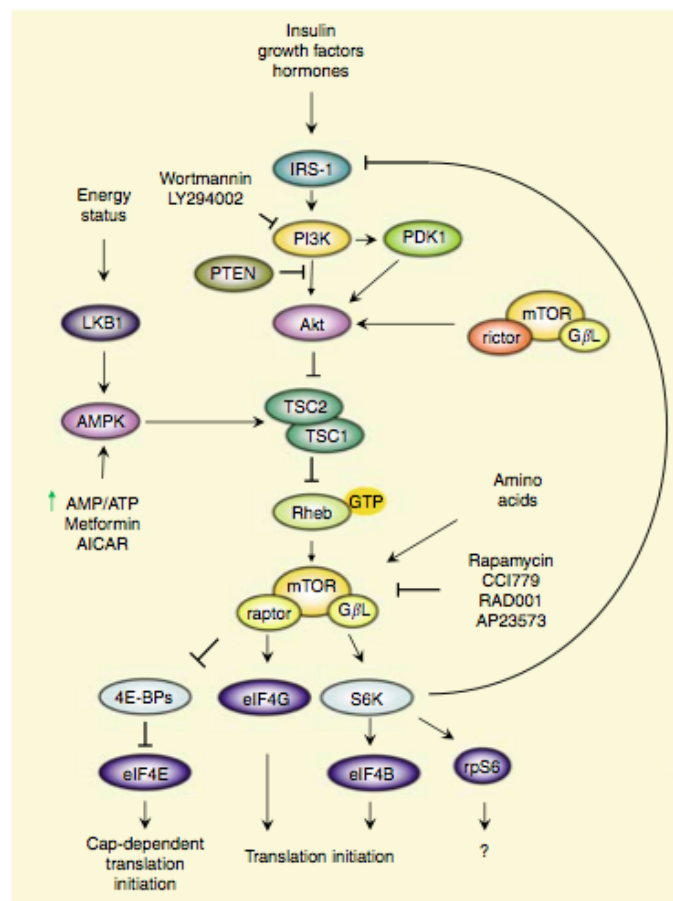 Insulin
growth factors
hormones
IRS-1
Wortmannin
LY294002
Energy
status
PI3K
PDK1
PTEN
LKB1
Akt
mTOR
rictor
GβL
TSC2
TSC1
AMPK
Amino
acids
GTP
Rheb
↑ AMP/ATP
Metformin
AICAR
Rapamycin
CCI779
RAD001
AP23573
mTOR
raptor
GβL
4E-BPs
eIF4G
S6K
eIF4E
eIF4B
rpS6
Cap-dependent
translation
initiation
Translation initiation
?